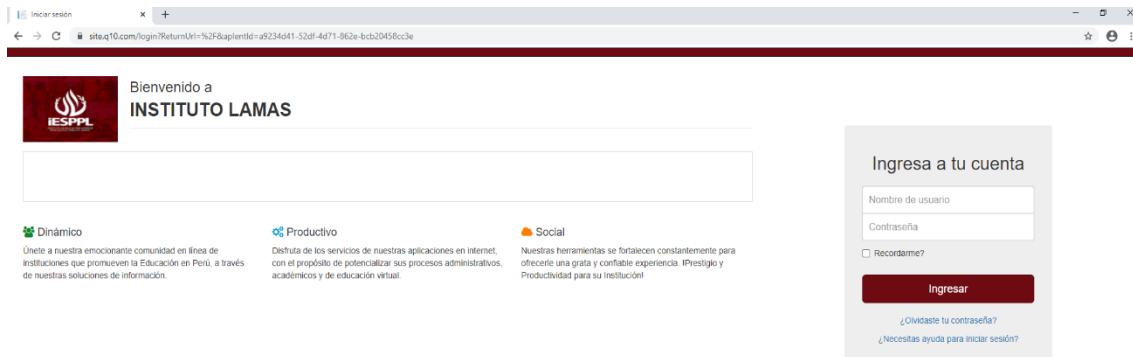 Iniciar sesión
site.q10.com/login?ReturnUrl=%2F&aplentId=a9234d41-52df-4d71-862e-bcb20458cc3e
IESPPL
Bienvenido a
INSTITUTO LAMAS
Dinámico
Únete a nuestra emocionante comunidad en línea de
instituciones que promueven la Educación en Perú, a través
de nuestras soluciones de información.
Productivo
Disfruta de los servicios de nuestras aplicaciones en internet,
con el propósito de potencializar sus procesos administrativos,
académicos y de educación virtual.
Social
Nuestras herramientas se fortalecen constantemente para
ofrecerle una grata y confiable experiencia. !Prestigio y
Productividad para su Institución!
Ingresa a tu cuenta
Nombre de usuario
Contraseña
Recordarme?
Ingresar
¿Olvidaste tu contraseña?
¿Necesitas ayuda para iniciar sesión?